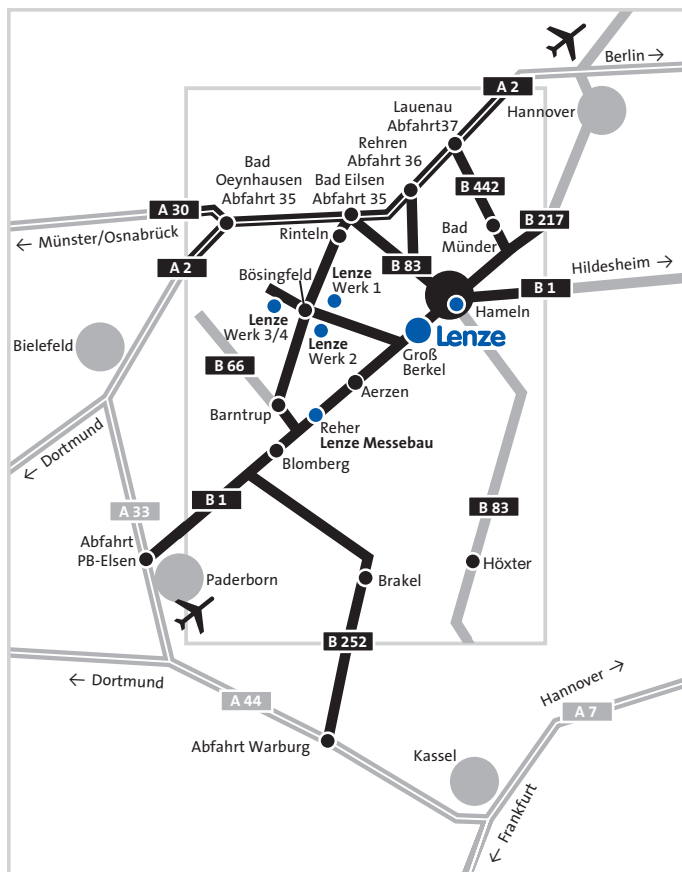 Berlin →
A 2
Lauenau
Abfahrt37
Hannover
Rehren
Abfahrt 36
Bad
Oeynhausen
Abfahrt 35
Bad Eilsen
Abfahrt 35
B 442
A 30
← Münster/Osnabrück
Rinteln
Bad
Münder
B 217
A 2
B 83
Hildesheim →
Bösingfeld
Lenze
Werk 1
B 1
Hameln
Lenze
Werk 3/4
Lenze
Werk 2
Lenze
Bielefeld
Groß
Berkel
B 66
Aerzen
Barntrup
Reher
Lenze Messebau
← Dortmund
Blomberg
B 1
A 33
B 83
Abfahrt
PB-Elsen
Höxter
Paderborn
Brakel
B 252
← Dortmund
Hannover →
A 44
A 7
Abfahrt Warburg
Kassel
← Frankfurt